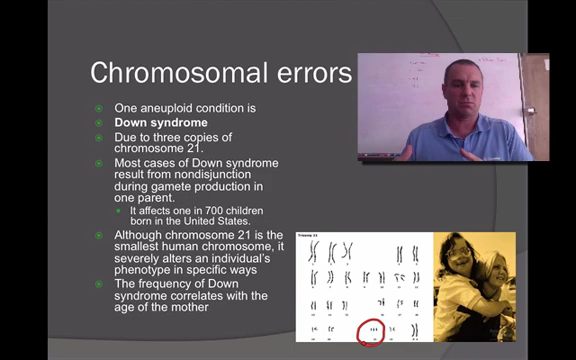 Chromosomal errors
One aneuploid condition is
Down syndrome
Due to three copies of
chromosome 21.
Most cases of Down syndrome
result from nondisjunction
during gamete production in
one parent.
It affects one in 700 children
born in the United States.
Although chromosome 21 is the
smallest human chromosome, it
severely alters an individual's
phenotype in specific ways
The frequency of Down
syndrome correlates with the
age of the mother
Trisomy 21